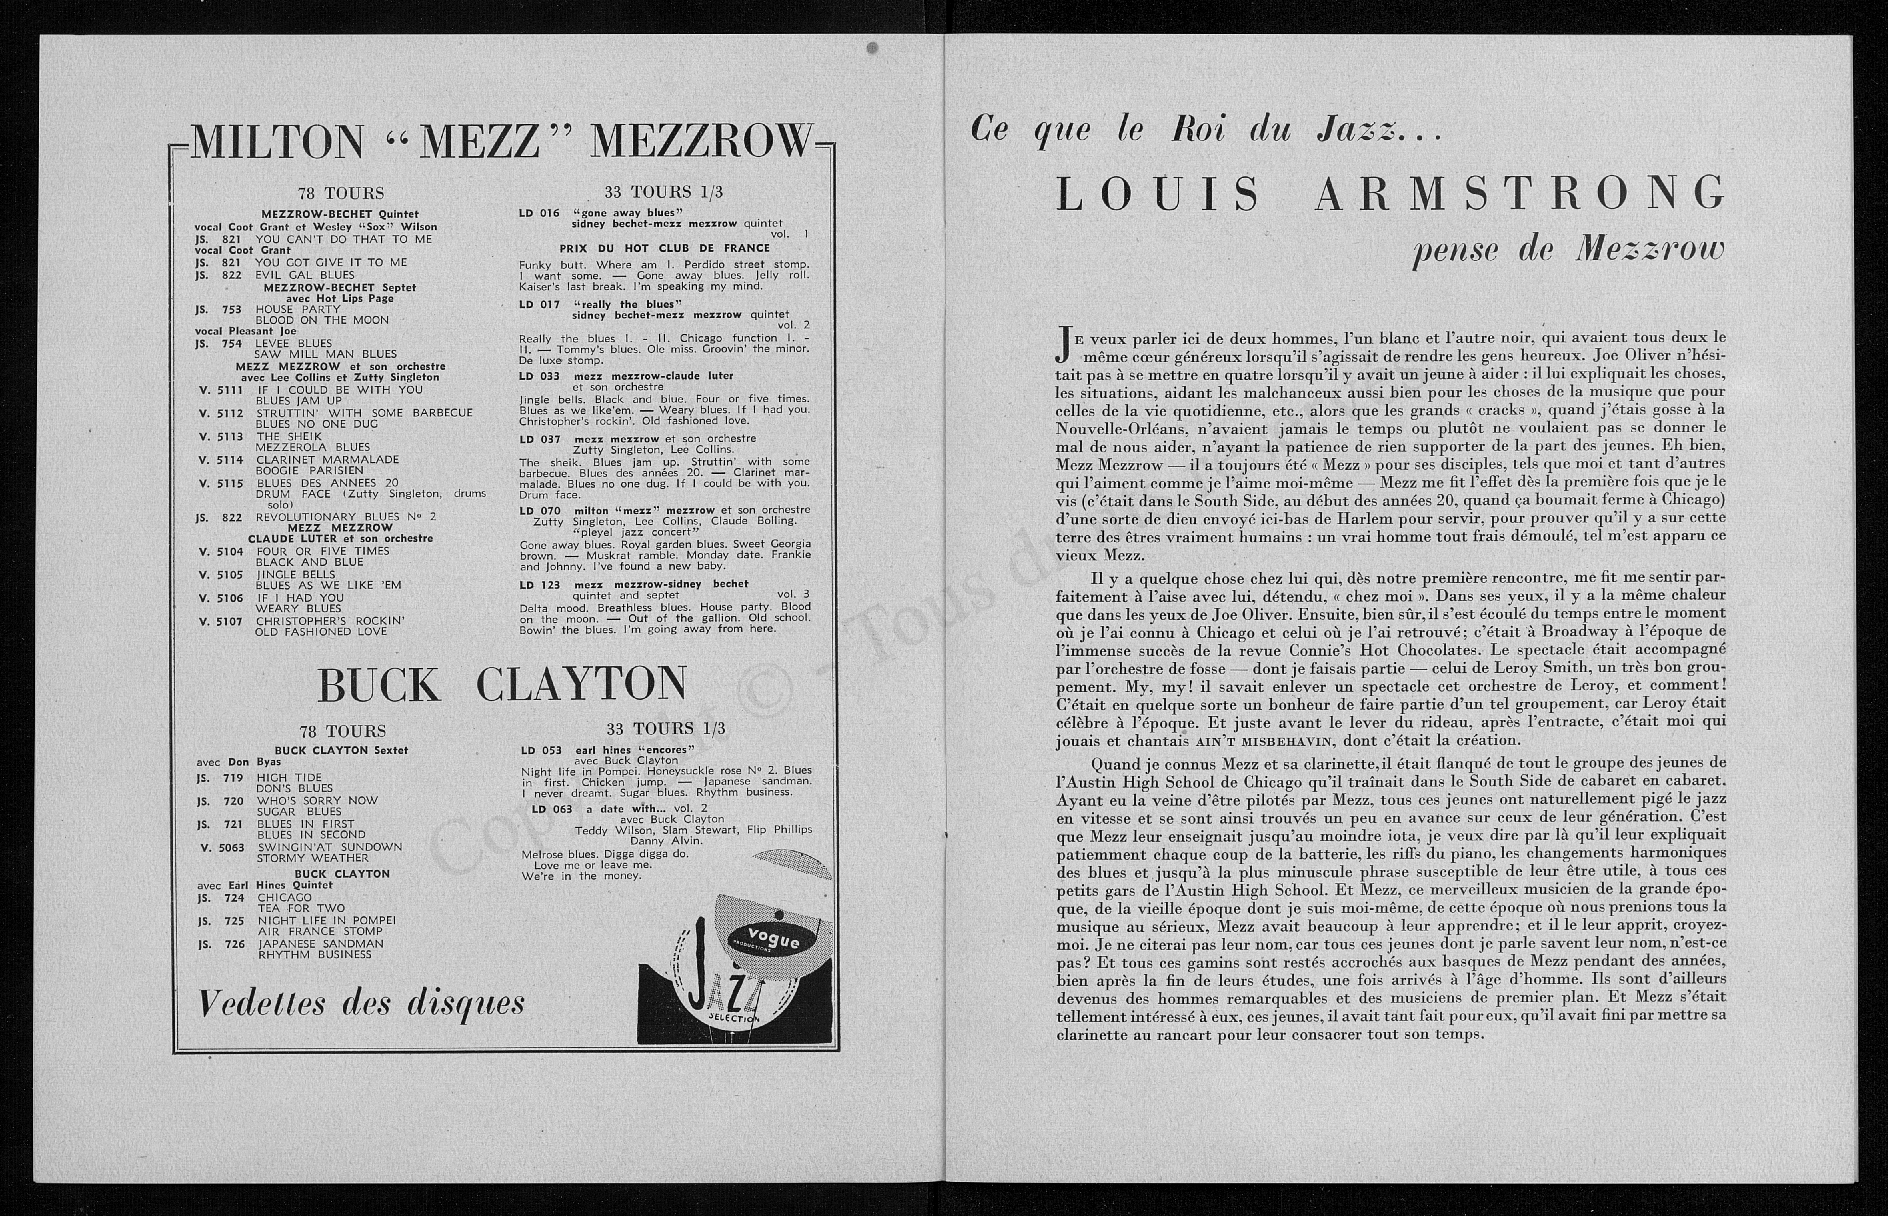 MILTON “MEZZ” MEZZROW
78 TOURS
MEZZROW-BECHET Quintet
vocal Coot Grant et Wesley “Sox” Wilson
JS. 821 YOU CAN'T DO THAT TO ME
vocal Coot Grant
JS. 821 YOU GOT GIVE IT TO ME
JS. 822 EVIL GAL BLUES
MEZZROW-BECHET Septet
avec Hot Lips Page
JS. 753 HOUSE PARTY
BLOOD ON THE MOON
vocal Pleasant Joe
JS. 754 LEVEE BLUES
SAW MILL MAN BLUES
MEZZ MEZZROW et son orchestre
avec Lee Collins et Zutty Singleton
V. 5111 IF I COULD BE WITH YOU
BLUES JAM UP
V. 5112 STRUTTIN' WITH SOME BARBECUE
BLUES NO ONE DUG
V. 5113 THE SHEIK
MEZZEROLA BLUES
V. 5114 CLARINET MARMALADE
BOOGIE PARISIEN
V. 5115 BLUES DES ANNEES 20
DRUM FACE (Zutty Singleton, drums
solo)
JS. 822 REVOLUTIONARY BLUES Nº 2
MEZZ MEZZROW
CLAUDE LUTER et son orchestre
V. 5104 FOUR OR FIVE TIMES
BLACK AND BLUE
V. 5105 JINGLE BELLS
BLUES AS WE LIKE 'EM
V. 5106 IF I HAD YOU
WEARY BLUES
V. 5107 CHRISTOPHER'S ROCKIN'
OLD FASHIONED LOVE
33 TOURS 1/3
LD 016 “gone away blues”
sidney bechet-mezz mezzrow quintet
vol. 1
PRIX DU HOT CLUB DE FRANCE
Funky butt. Where am I. Perdido street stomp.
I want some. — Gone away blues. Jelly roll.
Kaiser's last break. I'm speaking my mind.
LD 017 “really the blues”
sidney bechet-mezz mezzrow quintet
vol. 2
Really the blues I. - II. Chicago function I. -
II. — Tommy's blues. Ole miss. Groovin' the minor.
De luxe stomp.
LD 033 mezz mezzrow-claude luter
et son orchestre
Jingle bells. Black and blue. Four or five times.
Blues as we like'em. — Weary blues. If I had you.
Christopher's rockin'. Old fashioned love.
LD 037 mezz mezzrow et son orchestre
Zutty Singleton, Lee Collins.
The sheik. Blues jam up. Struttin' with some
barbecue. Blues des années 20. — Clarinet mar-
malade. Blues no one dug. If I could be with you.
Drum face.
LD 070 milton “mezz” mezzrow et son orchestre
Zutty Singleton, Lee Collins, Claude Bolling.
“pleyel jazz concert”
Gone away blues. Royal garden blues. Sweet Georgia
brown. — Muskrat ramble. Monday date. Frankie
and Johnny. I've found a new baby.
LD 123 mezz mezzrow-sidney bechet
quintet and septet vol. 3
Delta mood. Breathless blues. House party. Blood
on the moon. — Out of the gallion. Old school.
Bowin' the blues. I'm going away from here.
BUCK CLAYTON
78 TOURS
BUCK CLAYTON Sextet
avec Don Byas
JS. 719 HIGH TIDE
DON'S BLUES
JS. 720 WHO'S SORRY NOW
SUGAR BLUES
JS. 721 BLUES IN FIRST
BLUES IN SECOND
V. 5063 SWINGIN'AT SUNDOWN
STORMY WEATHER
BUCK CLAYTON
avec Earl Hines Quintet
JS. 724 CHICAGO
TEA FOR TWO
JS. 725 NIGHT LIFE IN POMPEI
AIR FRANCE STOMP
JS. 726 JAPANESE SANDMAN
RHYTHM BUSINESS
33 TOURS 1/3
LD 053 earl hines “encores”
avec Buck Clayton
Night life in Pompei. Honeysuckle rose Nº 2. Blues
in first. Chicken jump. — Japanese sandman.
I never dreamt. Sugar blues. Rhythm business.
LD 063 a date with... vol. 2
avec Buck Clayton
Teddy Wilson, Slam Stewart, Flip Phillips
Danny Alvin.
Melrose blues. Digga digga do.
Love me or leave me.
We're in the money.
vogue
PRODUCTIONS
JAZZ
SELECTION
Vedettes des disques
Ce que le Roi du Jazz...
LOUIS ARMSTRONG
pense de Mezzrow
JE veux parler ici de deux hommes, l'un blanc et l'autre noir, qui avaient tous deux le
même cœur généreux lorsqu'il s'agissait de rendre les gens heureux. Joe Oliver n'hési-
tait pas à se mettre en quatre lorsqu'il y avait un jeune à aider : il lui expliquait les choses,
les situations, aidant les malchanceux aussi bien pour les choses de la musique que pour
celles de la vie quotidienne, etc., alors que les grands « cracks », quand j'étais gosse à la
Nouvelle-Orléans, n'avaient jamais le temps ou plutôt ne voulaient pas se donner le
mal de nous aider, n'ayant la patience de rien supporter de la part des jeunes. Eh bien,
Mezz Mezzrow — il a toujours été « Mezz » pour ses disciples, tels que moi et tant d'autres
qui l'aiment comme je l'aime moi-même — Mezz me fit l'effet dès la première fois que je le
vis (c'était dans le South Side, au début des années 20, quand ça boumait ferme à Chicago)
d'une sorte de dieu envoyé ici-bas de Harlem pour servir, pour prouver qu'il y a sur cette
terre des êtres vraiment humains : un vrai homme tout frais démoulé, tel m'est apparu ce
vieux Mezz.
Il y a quelque chose chez lui qui, dès notre première rencontre, me fit me sentir par-
faitement à l'aise avec lui, détendu, « chez moi ». Dans ses yeux, il y a la même chaleur
que dans les yeux de Joe Oliver. Ensuite, bien sûr, il s'est écoulé du temps entre le moment
où je l'ai connu à Chicago et celui où je l'ai retrouvé; c'était à Broadway à l'époque de
l'immense succès de la revue Connie's Hot Chocolates. Le spectacle était accompagné
par l'orchestre de fosse — dont je faisais partie — celui de Leroy Smith, un très bon grou-
pement. My, my! il savait enlever un spectacle cet orchestre de Leroy, et comment!
C'était en quelque sorte un bonheur de faire partie d'un tel groupement, car Leroy était
célèbre à l'époque. Et juste avant le lever du rideau, après l'entracte, c'était moi qui
jouais et chantais AIN'T MISBEHAVIN, dont c'était la création.
Quand je connus Mezz et sa clarinette, il était flanqué de tout le groupe des jeunes de
l'Austin High School de Chicago qu'il traînait dans le South Side de cabaret en cabaret.
Ayant eu la veine d'être pilotés par Mezz, tous ces jeunes ont naturellement pigé le jazz
en vitesse et se sont ainsi trouvés un peu en avance sur ceux de leur génération. C'est
que Mezz leur enseignait jusqu'au moindre iota, je veux dire par là qu'il leur expliquait
patiemment chaque coup de la batterie, les riffs du piano, les changements harmoniques
des blues et jusqu'à la plus minuscule phrase susceptible de leur être utile, à tous ces
petits gars de l'Austin High School. Et Mezz, ce merveilleux musicien de la grande épo-
que, de la vieille époque dont je suis moi-même, de cette époque où nous prenions tous la
musique au sérieux, Mezz avait beaucoup à leur apprendre; et il le leur apprit, croyez-
moi. Je ne citerai pas leur nom, car tous ces jeunes dont je parle savent leur nom, n'est-ce
pas? Et tous ces gamins sont restés accrochés aux basques de Mezz pendant des années,
bien après la fin de leurs études, une fois arrivés à l'âge d'homme. Ils sont d'ailleurs
devenus des hommes remarquables et des musiciens de premier plan. Et Mezz s'était
tellement intéressé à eux, ces jeunes, il avait tant fait pour eux, qu'il avait fini par mettre sa
clarinette au rancart pour leur consacrer tout son temps.